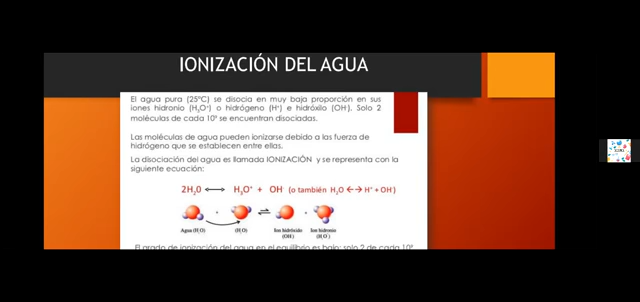 IONIZACIÓN DEL AGUA
El agua pura (25°C) se disocia en muy baja proporción en sus
iones hidronio (H₃O⁺) o hidrógeno (H⁺) e hidróxilo (OH⁻). Solo 2
moléculas de cada 10⁹ se encuentran disociadas.
Las moléculas de agua pueden ionizarse debido a las fuerza de
hidrógeno que se establecen entre ellas.
La disociación del agua es llamada IONIZACIÓN y se representa con la
siguiente ecuación:
2H₂0 ⟷ H₃O⁺ + OH⁻ (o también H₂O ⟷ H⁺ + OH⁻)
+ ⇌ +
Agua (H₂O) (H₂O) Ion hidróxido Ion hidronio
(OH⁻) (H₃O⁺)
El grado de ionización del agua en el equilibrio es bajo: solo 2 de cada 10⁹